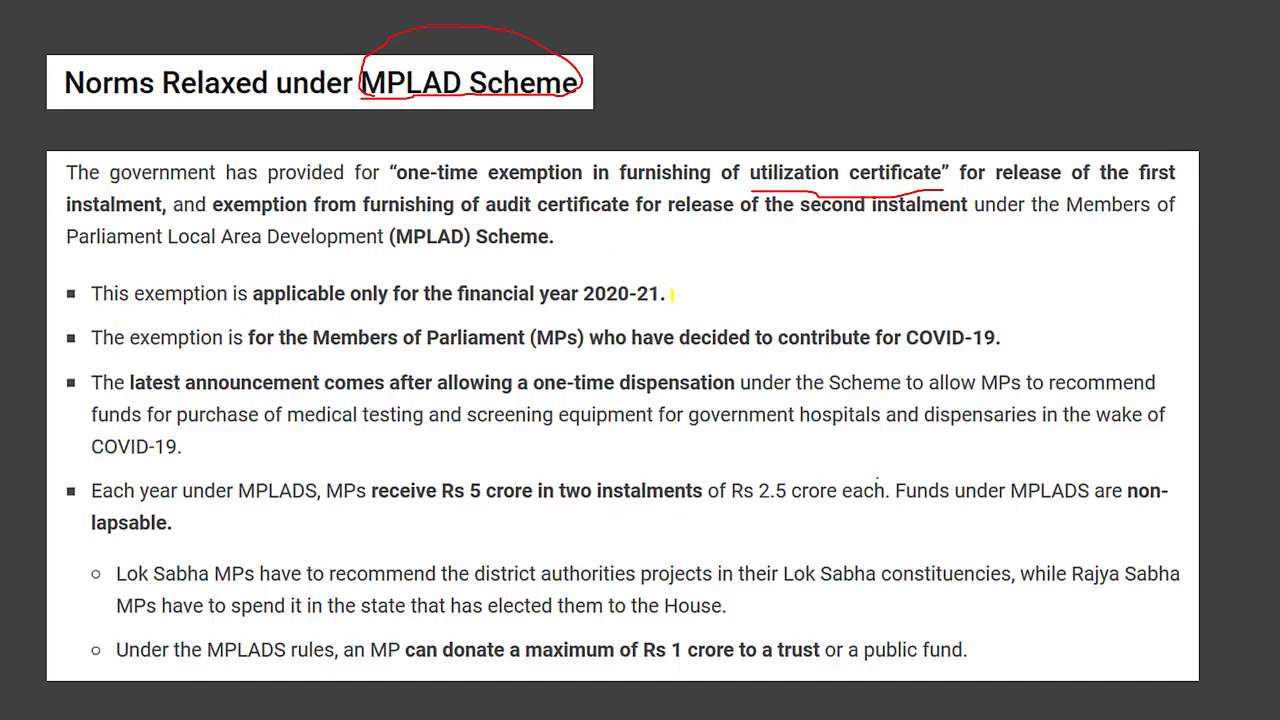 Norms Relaxed under MPLAD Scheme
The government has provided for “one-time exemption in furnishing of utilization certificate” for release of the first
instalment, and exemption from furnishing of audit certificate for release of the second instalment under the Members of
Parliament Local Area Development (MPLAD) Scheme.
▪ This exemption is applicable only for the financial year 2020-21.
▪ The exemption is for the Members of Parliament (MPs) who have decided to contribute for COVID-19.
▪ The latest announcement comes after allowing a one-time dispensation under the Scheme to allow MPs to recommend
funds for purchase of medical testing and screening equipment for government hospitals and dispensaries in the wake of
COVID-19.
▪ Each year under MPLADS, MPs receive Rs 5 crore in two instalments of Rs 2.5 crore each. Funds under MPLADS are non-
lapsable.
○ Lok Sabha MPs have to recommend the district authorities projects in their Lok Sabha constituencies, while Rajya Sabha
MPs have to spend it in the state that has elected them to the House.
○ Under the MPLADS rules, an MP can donate a maximum of Rs 1 crore to a trust or a public fund.